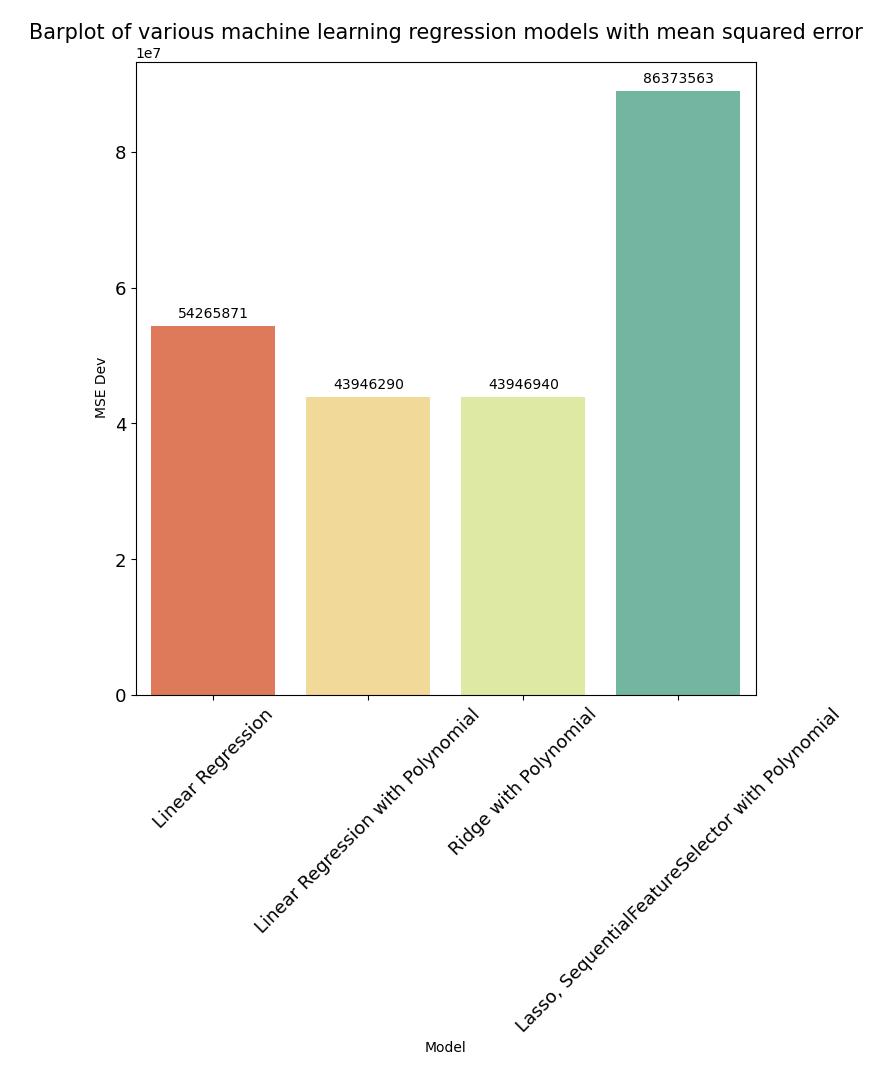 Barplot of various machine learning regression models with mean squared error
1e7
86373563
8
6
54265871
43946290
43946940
MSE Dev
4
2
0
Linear Regression
Linear Regression with Polynomial
Ridge with Polynomial
Lasso, SequentialFeatureSelector with Polynomial
Model